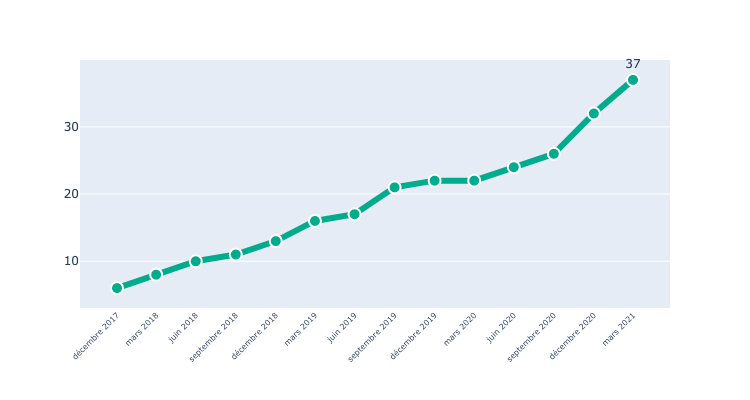 37
30
20
10
décembre 2017
mars 2018
juin 2018
septembre 2018
décembre 2018
mars 2019
juin 2019
septembre 2019
décembre 2019
mars 2020
juin 2020
septembre 2020
décembre 2020
mars 2021